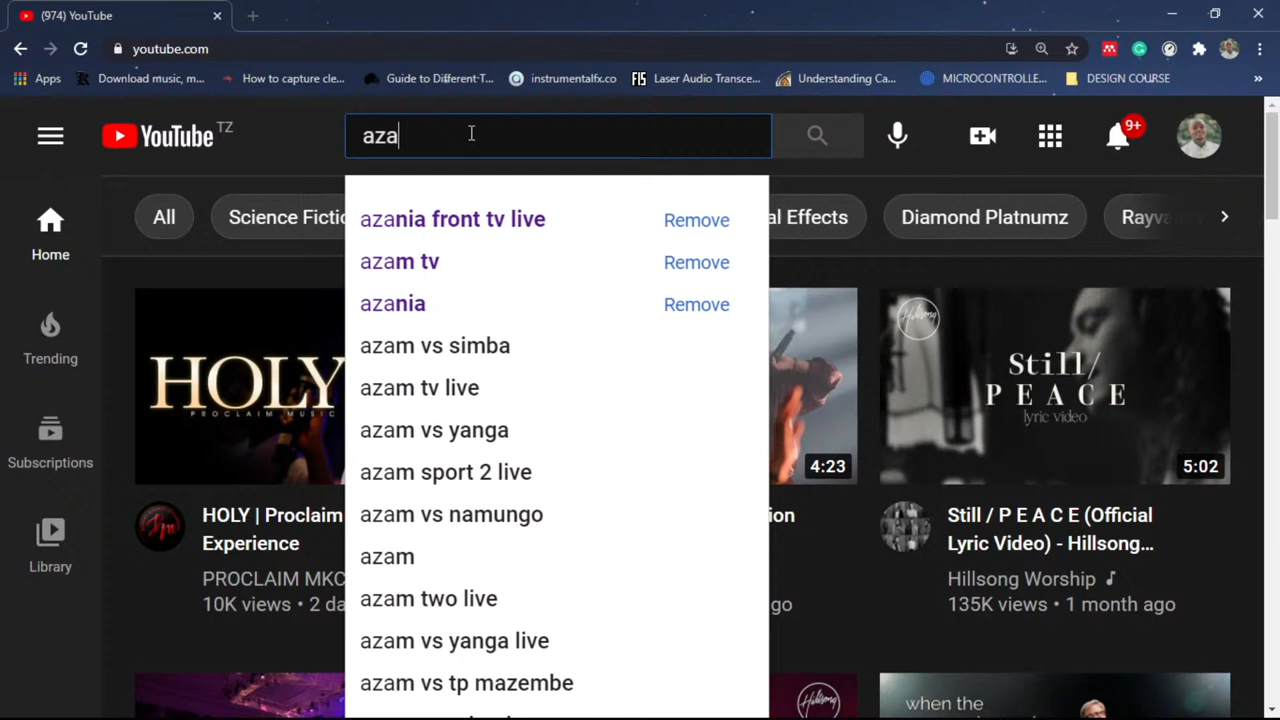 (974) YouTube
youtube.com
Apps
Download music, m...
How to capture cle...
Guide to Different T...
instrumentalfx.co
FIS
Laser Audio Transce...
Understanding Ca...
MICROCONTROLLE...
DESIGN COURSE
YouTube TZ
aza
9+
All
Science Fictio
al Effects
Diamond Platnumz
Rayva
Home
Trending
Subscriptions
Library
azania front tv live Remove
azam tv Remove
azania Remove
azam vs simba
azam tv live
azam vs yanga
azam sport 2 live
azam vs namungo
azam
azam two live
azam vs yanga live
azam vs tp mazembe
HOLY
PROCLAIM MUSIC
HOLY | Proclaim
Experience
PROCLAIM MKC
10K views • 2 da
4:23
ion
go
Hillsong
Still/
PEACE
lyric video
5:02
Still / P E A C E (Official
Lyric Video) - Hillsong...
Hillsong Worship
135K views • 1 month ago
when the